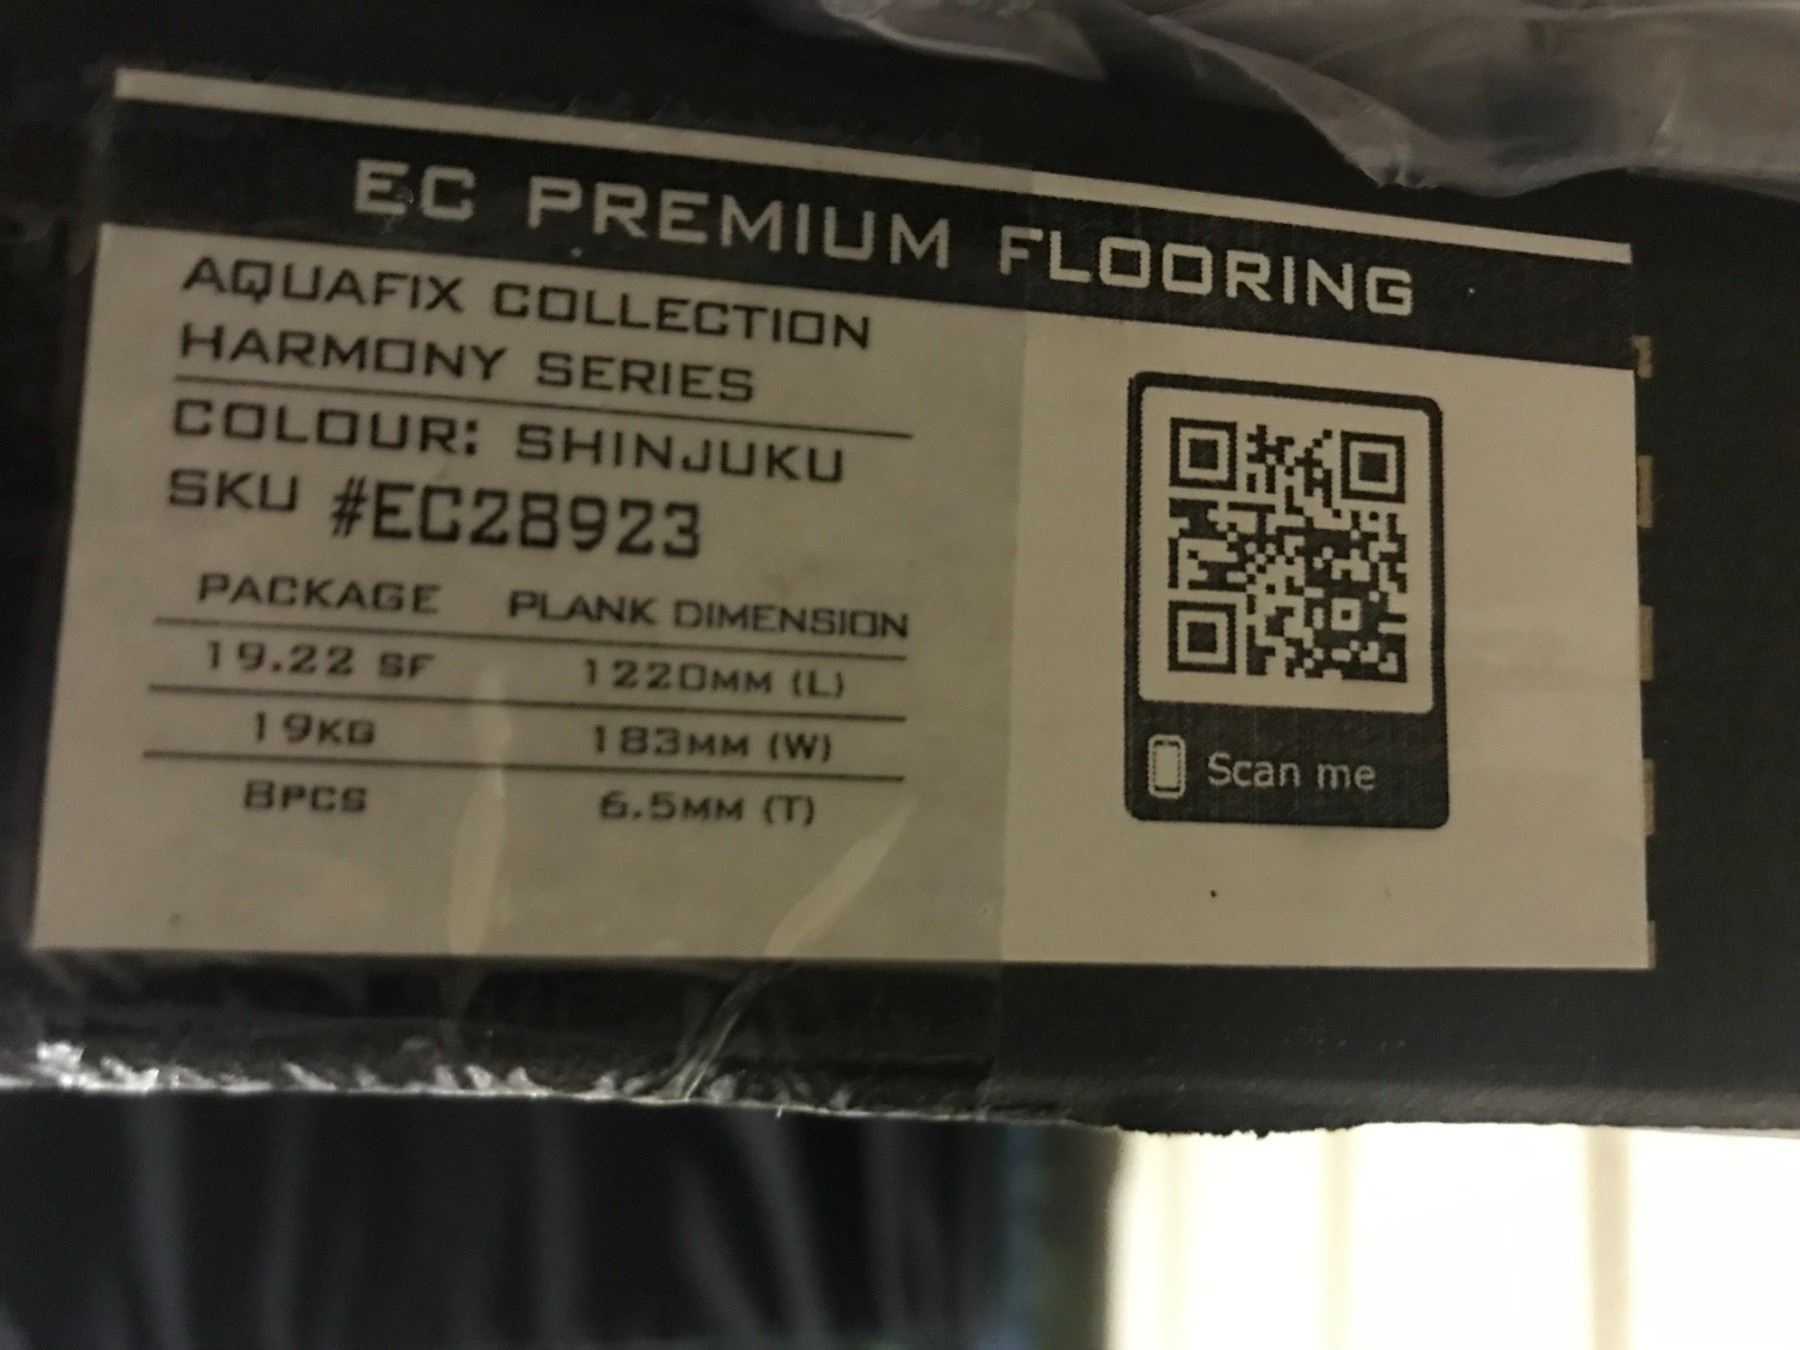 EC PREMIUM FLOORING
AQUAFIX COLLECTION
HARMONY SERIES
COLOUR: SHINJUKU
SKU #EC28923
PACKAGE PLANK DIMENSION
19.22 SF 1220MM (L)
19KG 183MM (W)
8PCS 6.5MM (T)
Scan me